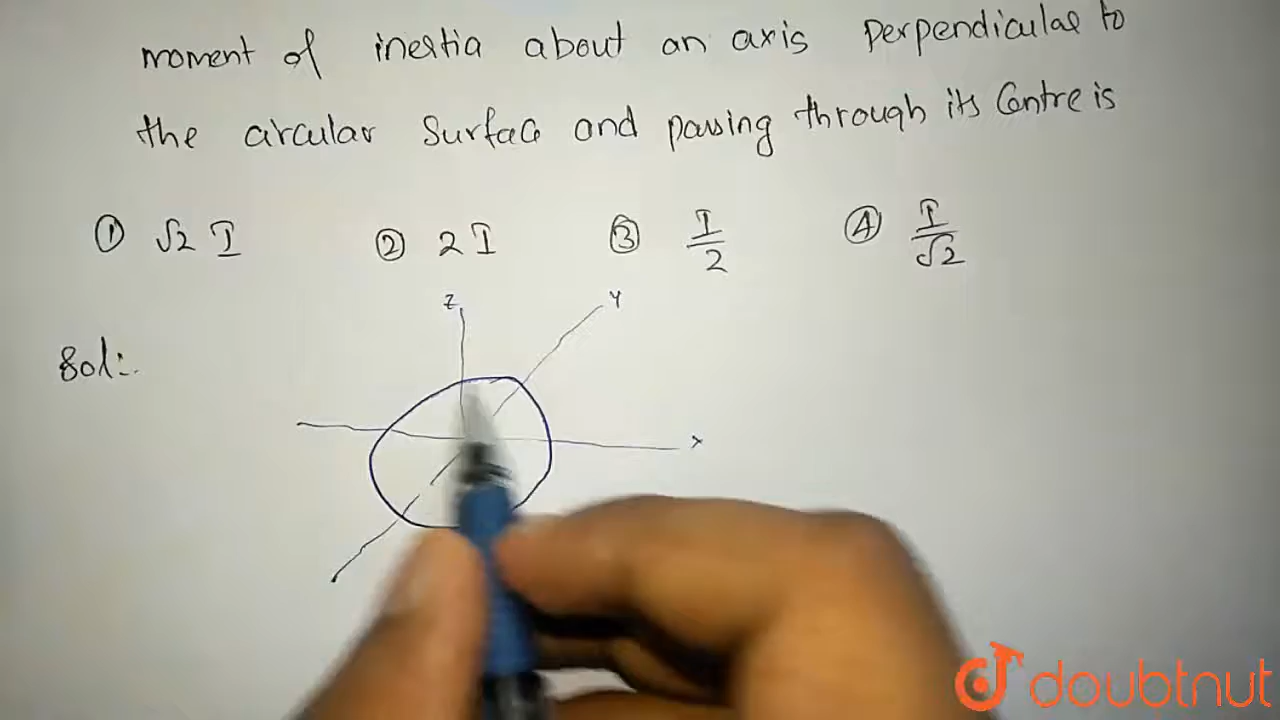 moment of inertia about an axis perpendicular to
the circular surface and passing through its Centre is
① √2 I ② 2I ③ I/2 ④ I/√2
Z Y
Sol:-
X
doubtnut